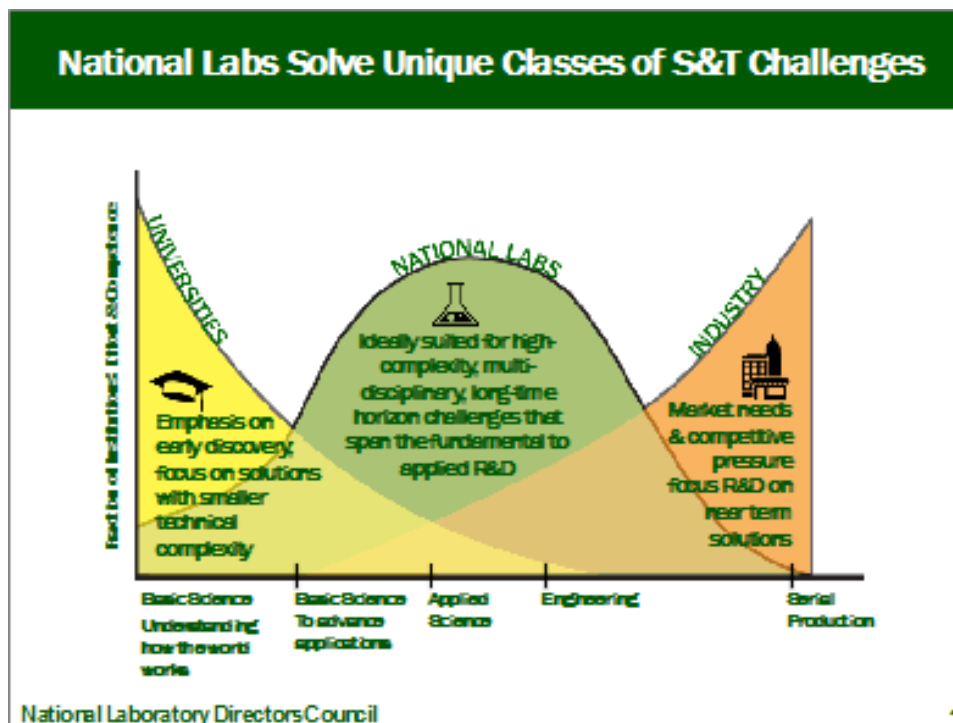 National Labs Solve Unique Classes of S&T Challenges
UNIVERSITIES
NATIONAL LABS
INDUSTRY
Ideally suited for high-
complexity, multi-
disciplinary, long-time
horizon challenges that
span the fundamental to
applied R&D
Emphasis on
early discovery,
focus on solutions
with smaller
technical
complexity
Market needs
& competitive
pressure
focus R&D on
near term
solutions
Effort & Competence
Basic Science
Understanding
how the world
works
Basic Science
To advance
applications
Applied
Science
Engineering
Serial
Production
National Laboratory Directors Council